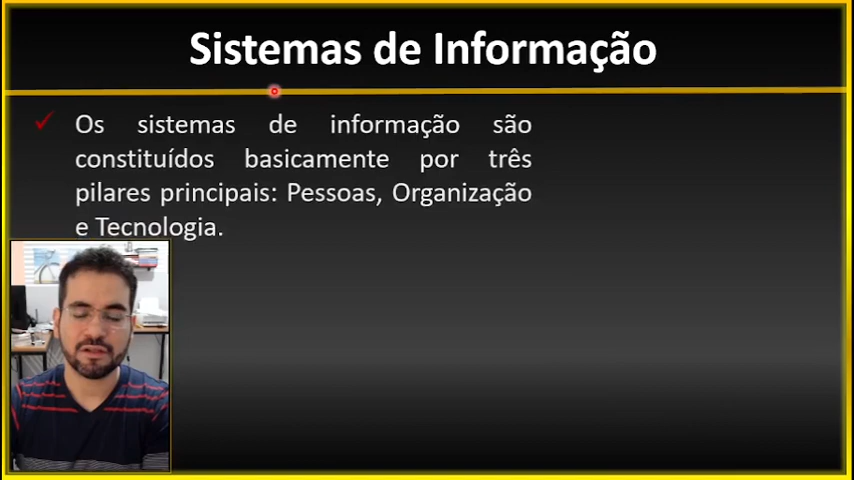 Sistemas de Informação
Os sistemas de informação são
constituídos basicamente por três
pilares principais: Pessoas, Organização
e Tecnologia.